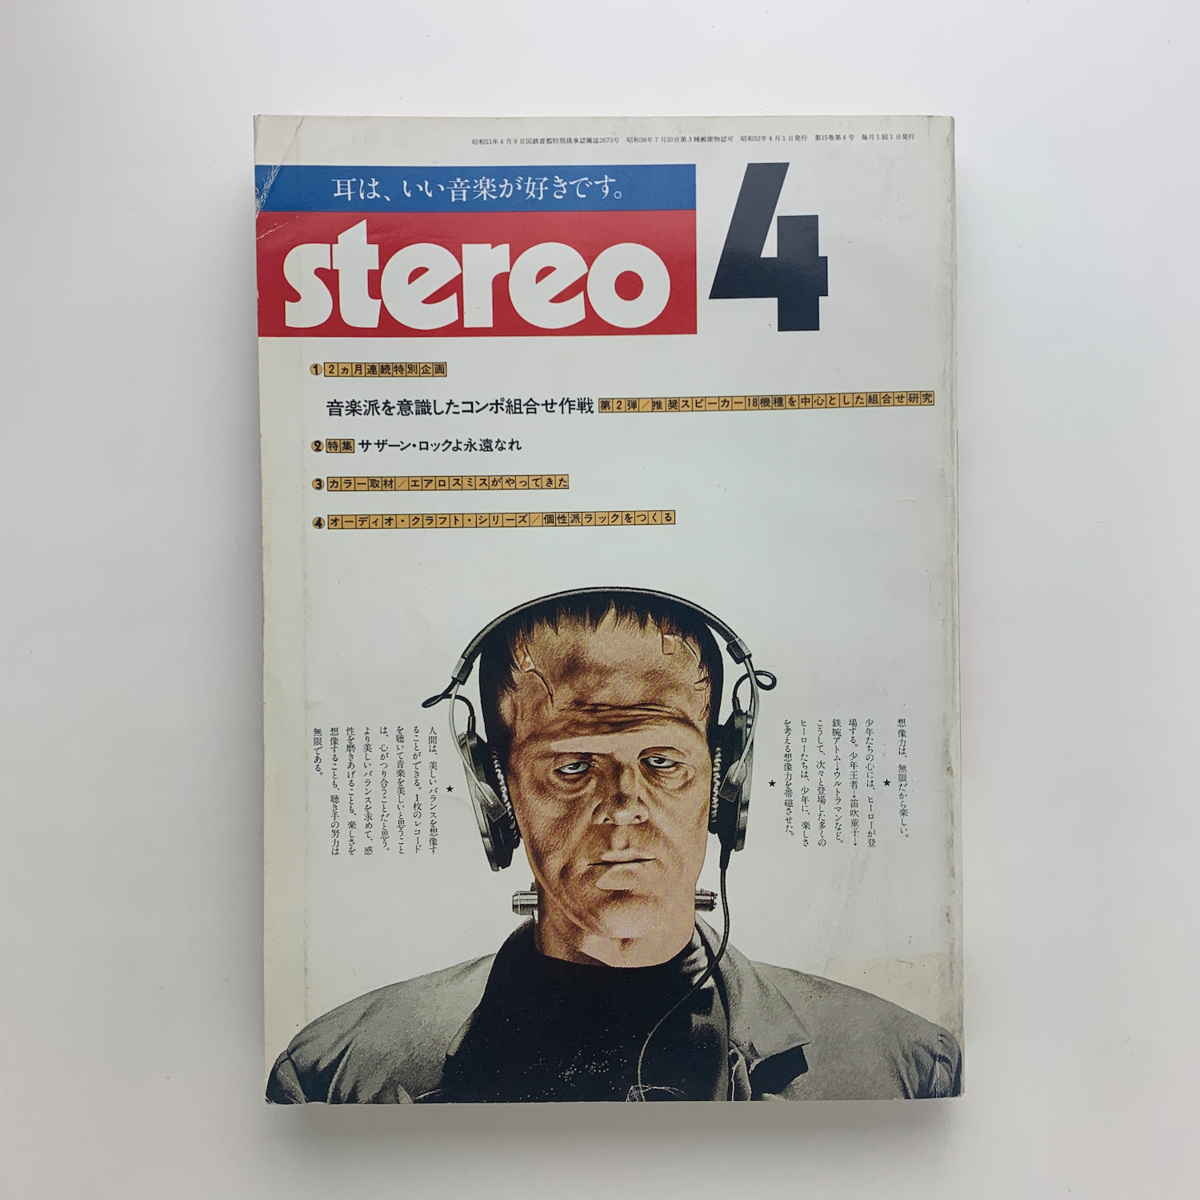 昭和51年4月9日国鉄首都特別扱承認雑誌2673号 昭和38年7月20日第3種郵便物認可 昭和52年4月1日発行 第15巻第4号 毎月1回1日発行
耳は、いい音楽が好きです。
stereo 4
①2ヵ月連続特別企画
音楽派を意識したコンポ組合せ作戦 第2弾/推奨スピーカー18機種を中心とした組合せ研究
②特集 サザーン・ロックよ永遠なれ
③カラー取材/エアロスミスがやってきた
④オーディオ・クラフト・シリーズ/個性派ラックをつくる
想像力は、無限だから楽しい。
★
少年たちの心には、ヒーローが登
場する。少年王者→笛吹童子→
鉄腕アトム→ウルトラマンなど。
こうして、次々と登場した多くの
ヒーローたちは、少年に、楽しさ
を考える想像力を帯磁させた。
★
★
人間は、美しいバランスを想像す
ることができる。1枚のレコード
を聴いて音楽を美しいと思うこと
は、心がつり合うことだと思う。
より美しいバランスを求めて、感
性を磨きあげることも、楽しさを
想像することも、聴き手の努力は
無限である。